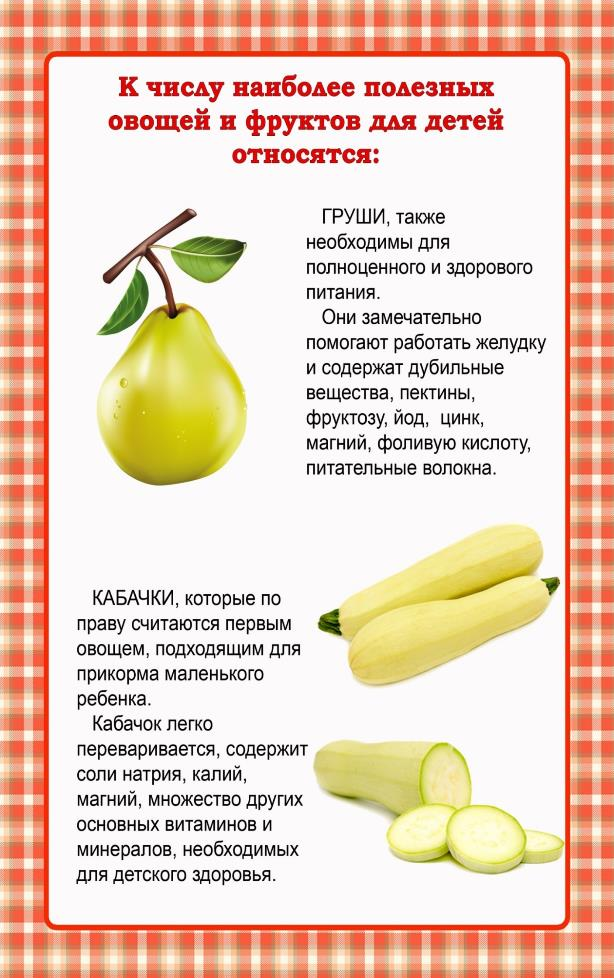 К числу наиболее полезных
овощей и фруктов для детей
относятся:
ГРУШИ, также
необходимы для
полноценного и здорового
питания.
Они замечательно
помогают работать желудку
и содержат дубильные
вещества, пектины,
фруктозу, йод, цинк,
магний, фоливую кислоту,
питательные волокна.
КАБАЧКИ, которые по
праву считаются первым
овощем, подходящим для
прикорма маленького
ребенка.
Кабачок легко
переваривается, содержит
соли натрия, калий,
магний, множество других
основных витаминов и
минералов, необходимых
для детского здоровья.